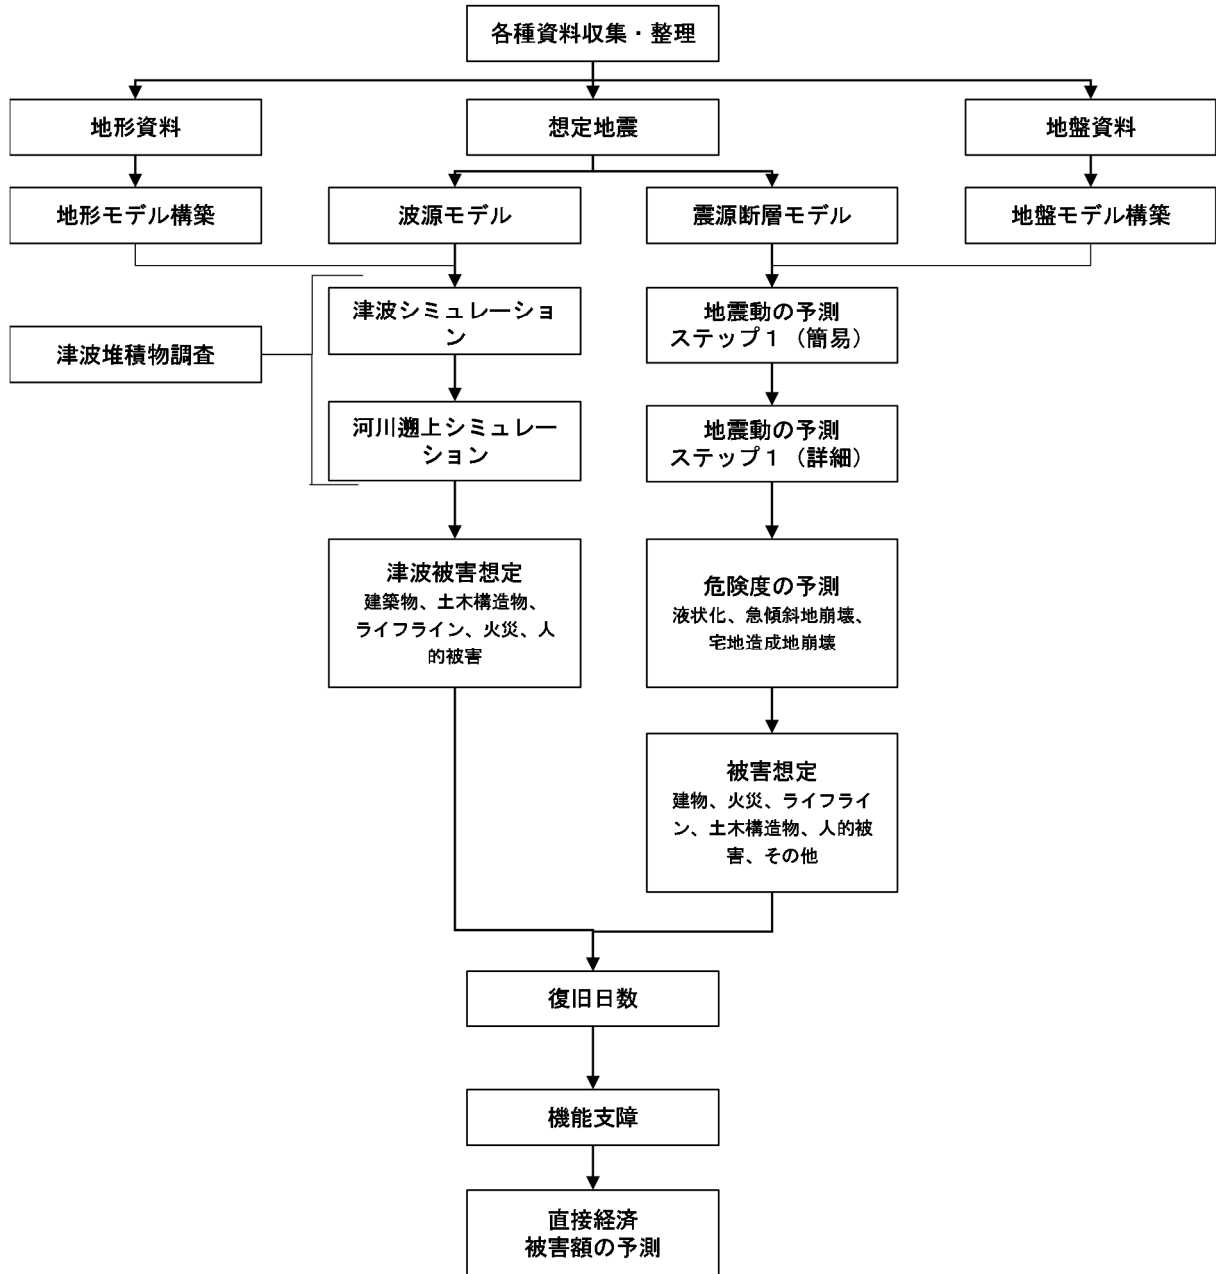 各種資料収集・整理
地形資料
想定地震
地盤資料
地形モデル構築
波源モデル
震源断層モデル
地盤モデル構築
津波堆積物調査
津波シミュレーショ
ン
地震動の予測
ステップ１（簡易）
河川遡上シミュレー
ション
地震動の予測
ステップ１（詳細）
津波被害想定
建築物、土木構造物、
ライフライン、火災、人
的被害
危険度の予測
液状化、急傾斜地崩壊、
宅地造成地崩壊
被害想定
建物、火災、ライフライ
ン、土木構造物、人的被
害、その他
復旧日数
機能支障
直接経済
被害額の予測